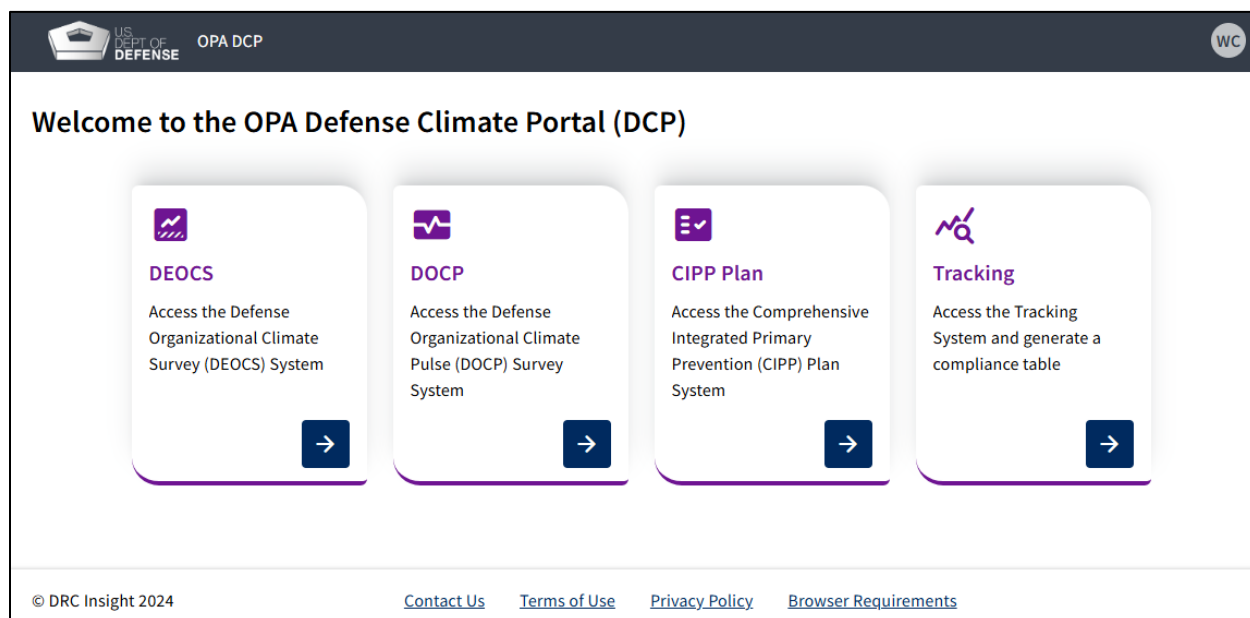 U.S.
DEPT OF
DEFENSE
OPA DCP
WC
Welcome to the OPA Defense Climate Portal (DCP)
DEOCS
Access the Defense
Organizational Climate
Survey (DEOCS) System
DOCP
Access the Defense
Organizational Climate
Pulse (DOCP) Survey
System
CIPP Plan
Access the Comprehensive
Integrated Primary
Prevention (CIPP) Plan
System
Tracking
Access the Tracking
System and generate a
compliance table
© DRC Insight 2024
Contact Us
Terms of Use
Privacy Policy
Browser Requirements